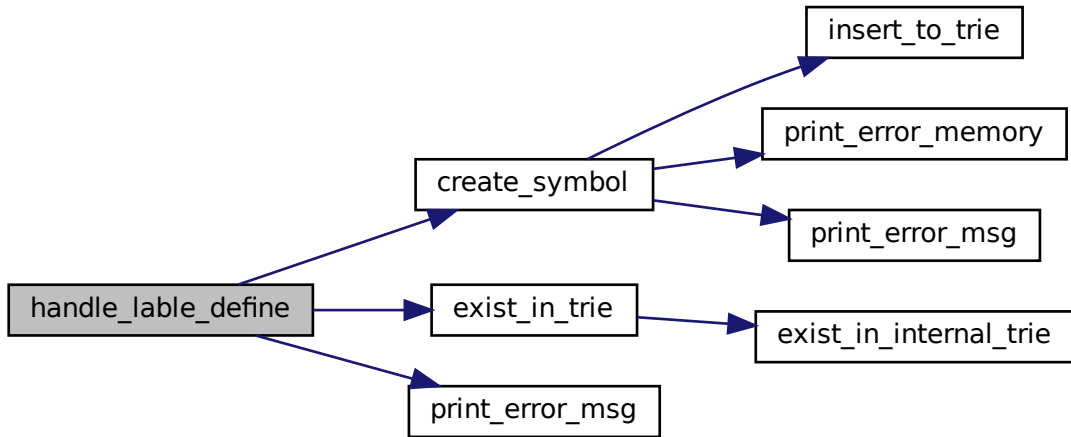 insert_to_trie
print_error_memory
create_symbol
print_error_msg
handle_lable_define
exist_in_trie
exist_in_internal_trie
print_error_msg